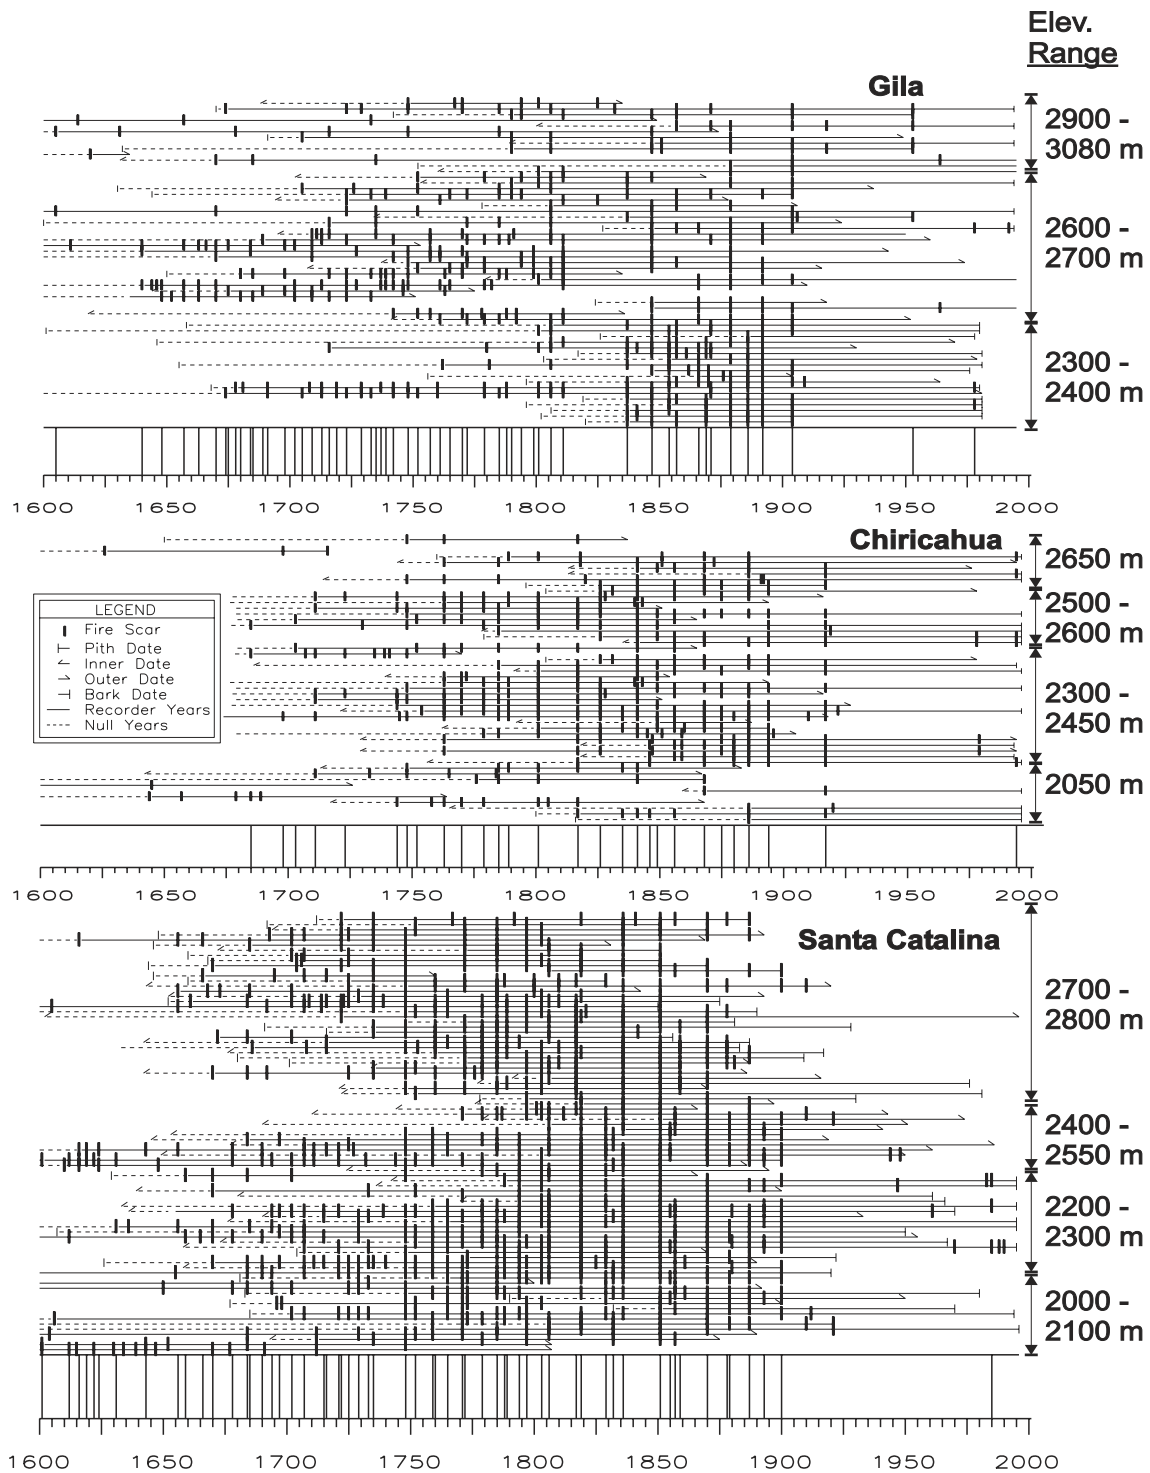 Elev.
Range
Gila
2900 -
3080 m
2600 -
2700 m
2300 -
2400 m
1600 1650 1700 1750 1800 1850 1900 1950 2000
Chiricahua
2650 m
LEGEND
Fire Scar
Pith Date
Inner Date
Outer Date
Bark Date
Recorder Years
Null Years
2500 -
2600 m
2300 -
2450 m
2050 m
1600 1650 1700 1750 1800 1850 1900 1950 2000
Santa Catalina
2700 -
2800 m
2400 -
2550 m
2200 -
2300 m
2000 -
2100 m
1600 1650 1700 1750 1800 1850 1900 1950 2000